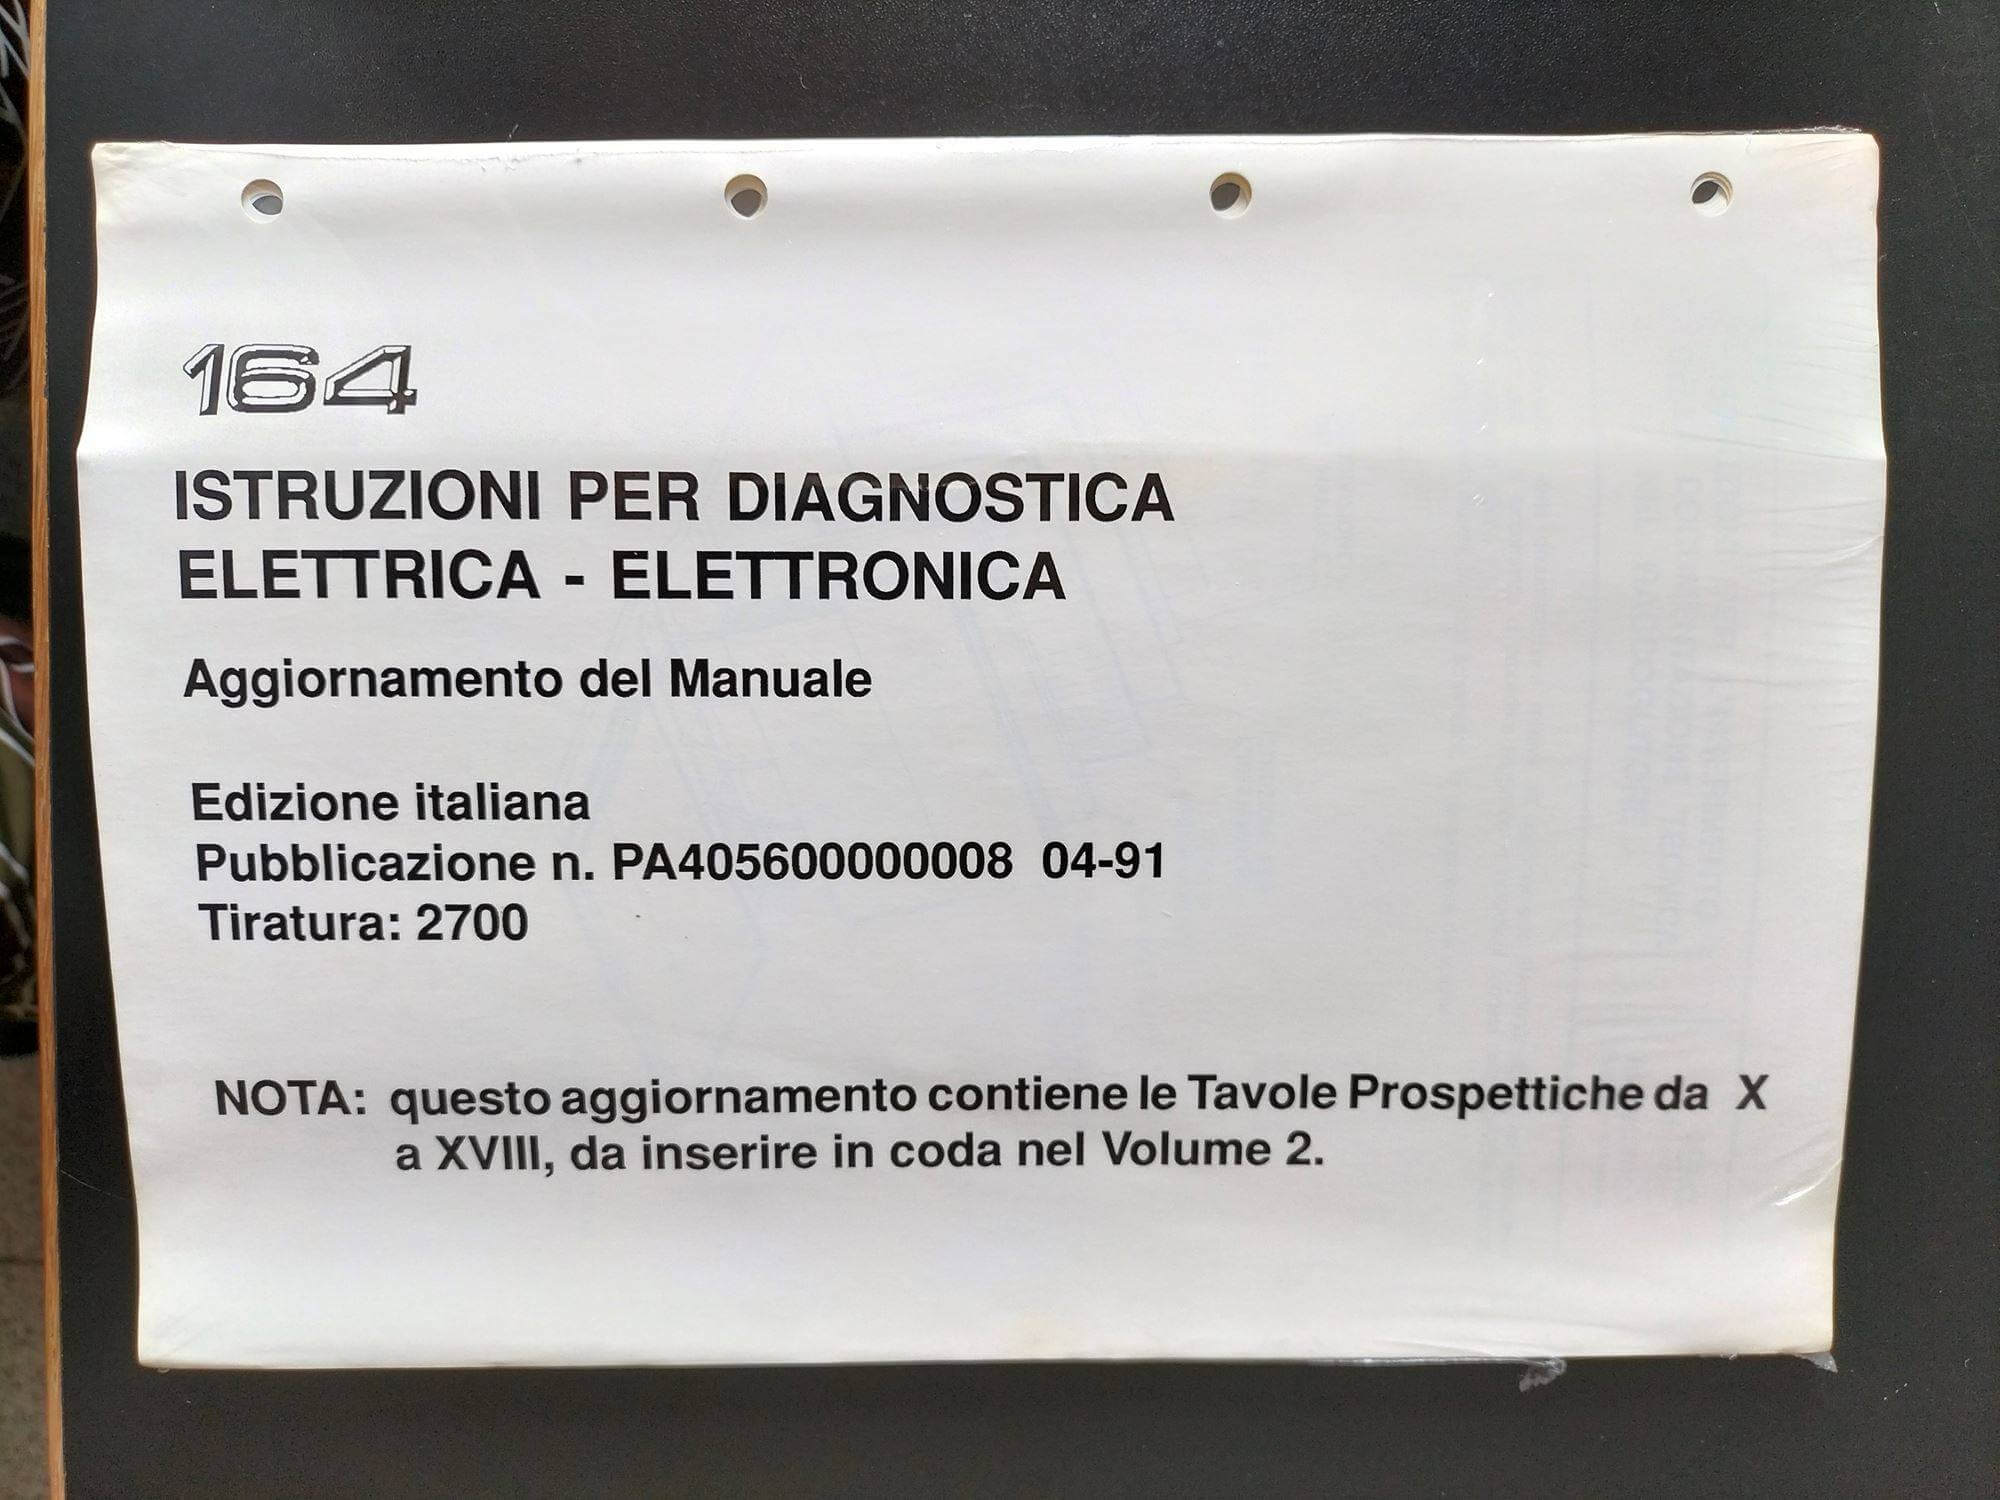 164
ISTRUZIONI PER DIAGNOSTICA
ELETTRICA - ELETTRONICA
Aggiornamento del Manuale
Edizione italiana
Pubblicazione n. PA405600000008 04-91
Tiratura: 2700
NOTA: questo aggiornamento contiene le Tavole Prospettiche da X
a XVIII, da inserire in coda nel Volume 2.